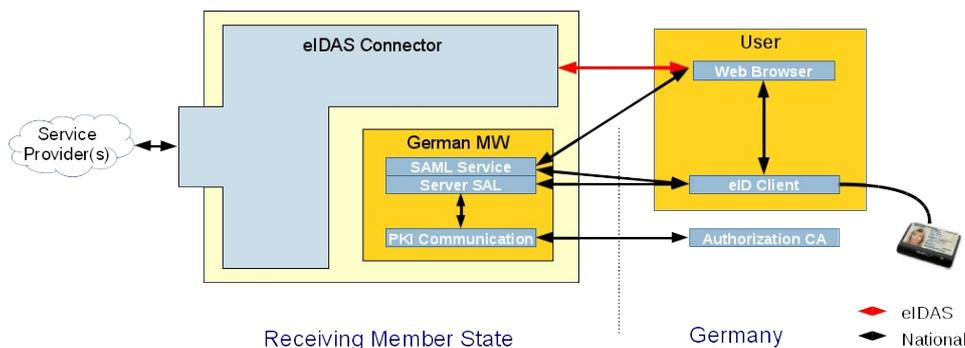 eIDAS Connector
User
Web Browser
Service
Provider(s)
German MW
SAML Service
Server SAL
eID Client
PKI Communication
Authorization CA
eIDAS
National
Receiving Member State
Germany